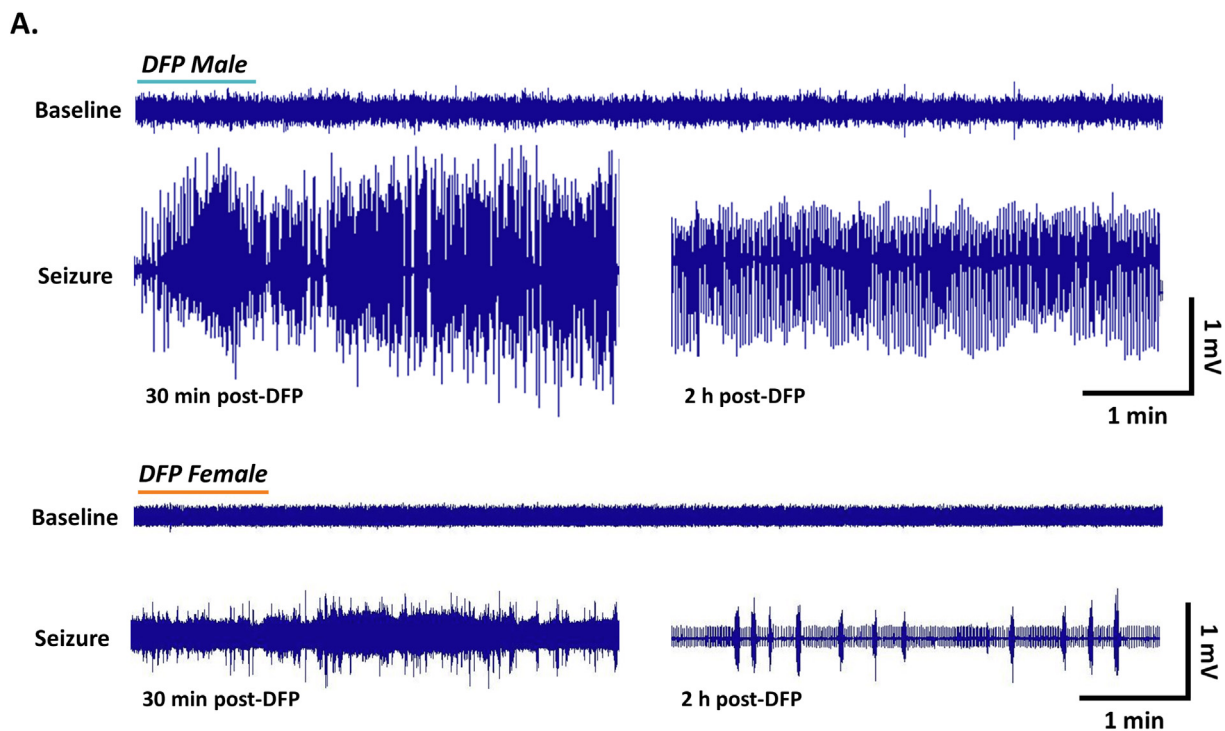 A.
DFP Male
Baseline
Seizure
30 min post-DFP
2 h post-DFP
1 mV
1 min
DFP Female
Baseline
Seizure
30 min post-DFP
2 h post-DFP
1 mV
1 min